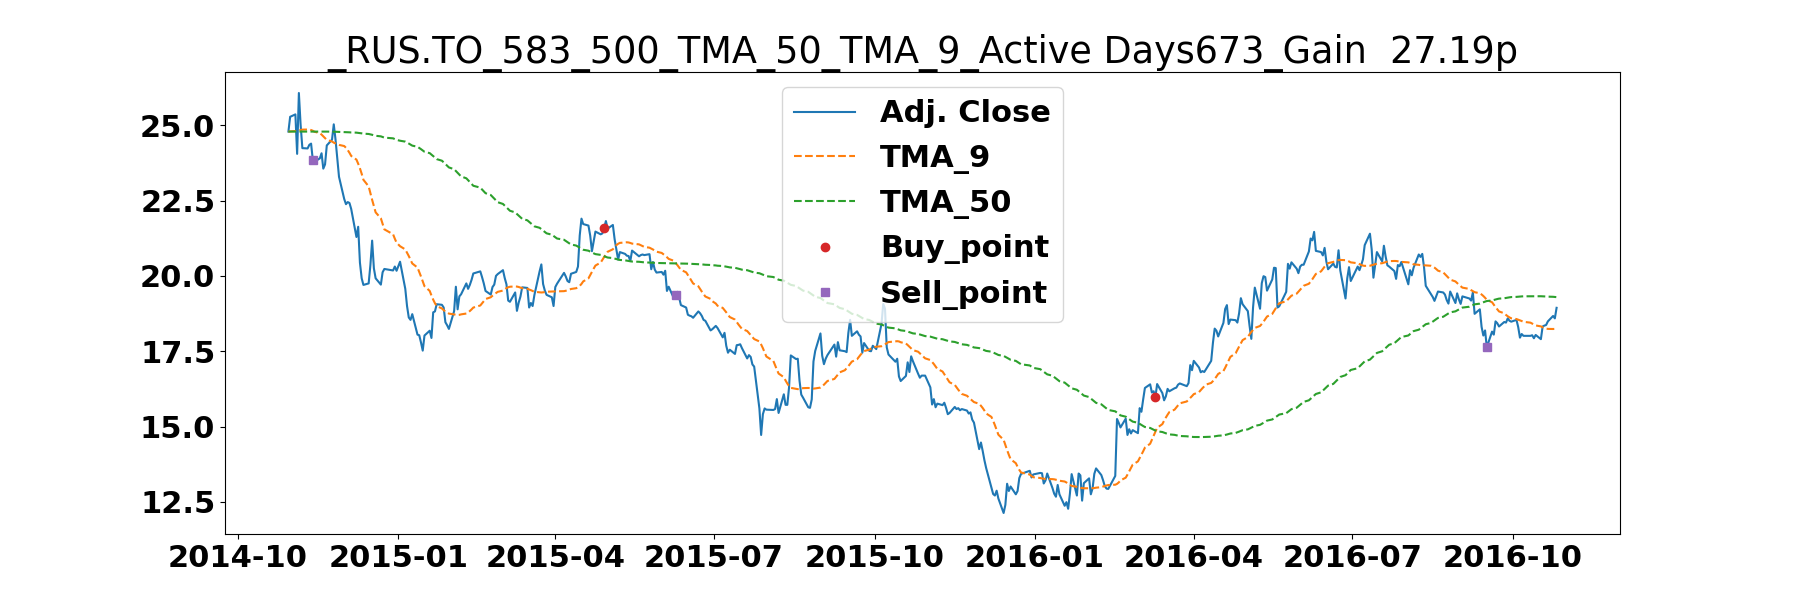 _RUS.TO_583_500_TMA_50_TMA_9_Active Days673_Gain  27.19p
Adj. Close
TMA_9
TMA_50
Buy_point
Sell_point
25.0
22.5
20.0
17.5
15.0
12.5
2014-10 2015-01 2015-04 2015-07 2015-10 2016-01 2016-04 2016-07 2016-10